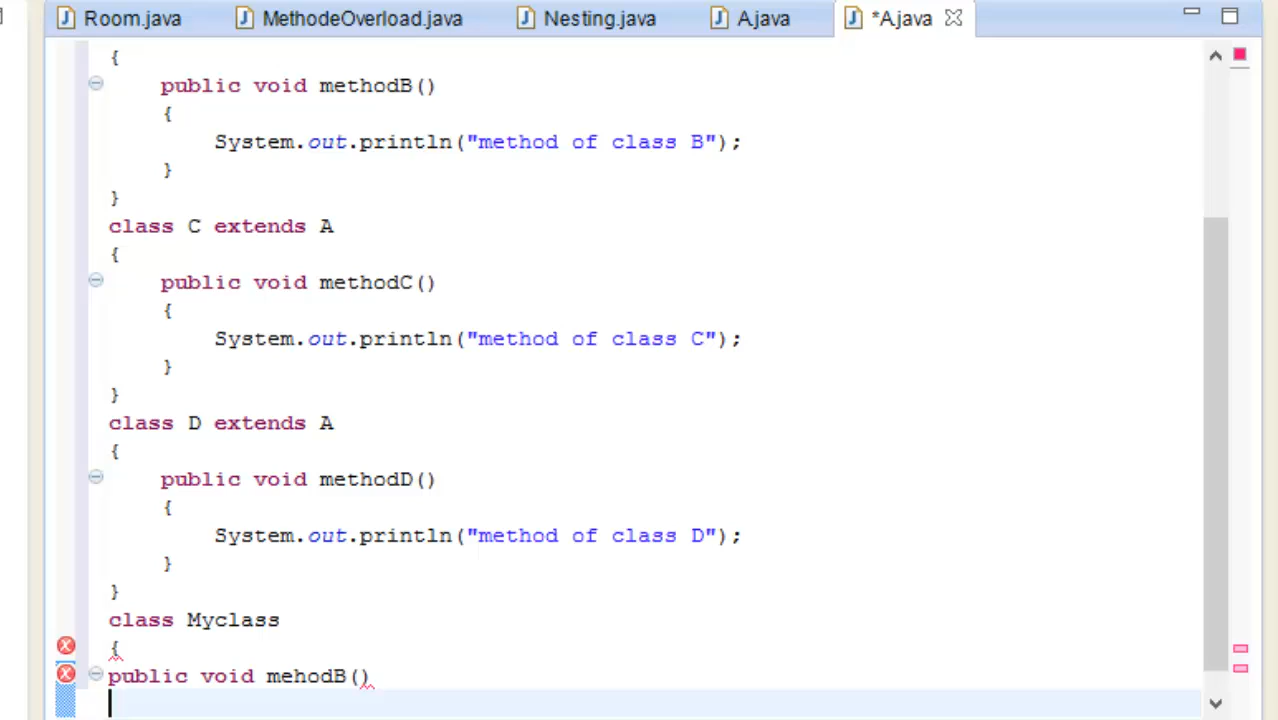 Room.java MethodeOverload.java Nesting.java A.java *A.java
{
public void methodB()
{
System.out.println("method of class B");
}
}
class C extends A
{
public void methodC()
{
System.out.println("method of class C");
}
}
class D extends A
{
public void methodD()
{
System.out.println("method of class D");
}
}
class Myclass
{
public void mehodB()